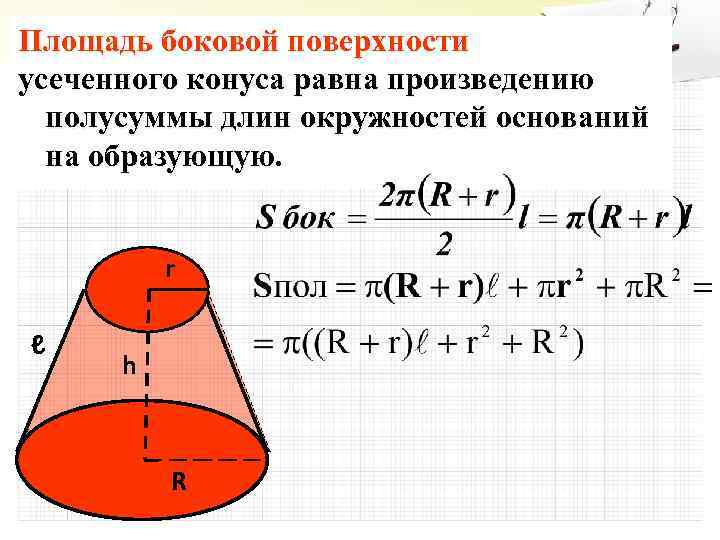 Площадь боковой поверхности
усеченного конуса равна произведению
полусуммы длин окружностей оснований
на образующую.
S бок = 2π(R + r)/2 l = π(R + r)l
Sпол = π(R + r)ℓ + πr² + πR² =
= π((R + r)ℓ + r² + R²)
r
ℓ
h
R